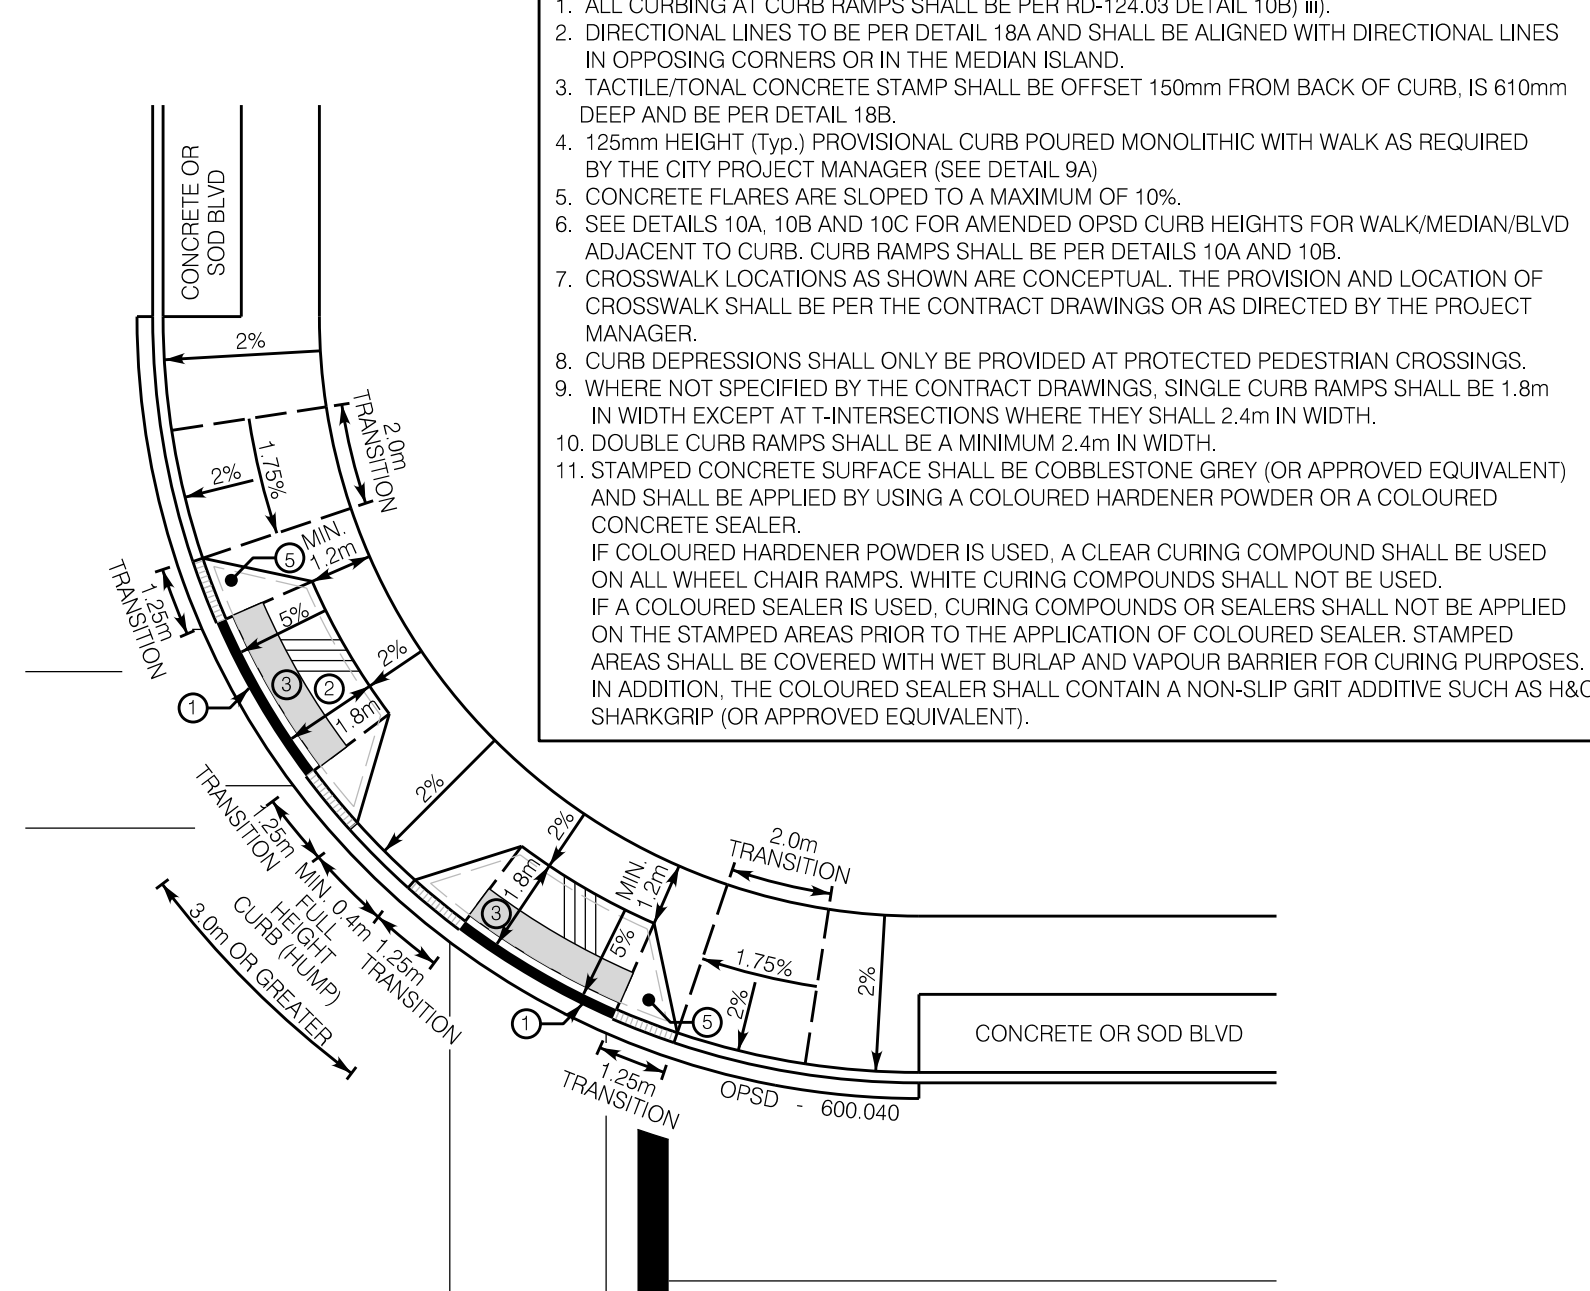 1. ALL CURBING AT CURB RAMPS SHALL BE PER RD-124.03 DETAIL 10B) iii).
2. DIRECTIONAL LINES TO BE PER DETAIL 18A AND SHALL BE ALIGNED WITH DIRECTIONAL LINES
IN OPPOSING CORNERS OR IN THE MEDIAN ISLAND.
3. TACTILE/TONAL CONCRETE STAMP SHALL BE OFFSET 150mm FROM BACK OF CURB, IS 610mm
DEEP AND BE PER DETAIL 18B.
4. 125mm HEIGHT (Typ.) PROVISIONAL CURB POURED MONOLITHIC WITH WALK AS REQUIRED
BY THE CITY PROJECT MANAGER (SEE DETAIL 9A)
5. CONCRETE FLARES ARE SLOPED TO A MAXIMUM OF 10%.
6. SEE DETAILS 10A, 10B AND 10C FOR AMENDED OPSD CURB HEIGHTS FOR WALK/MEDIAN/BLVD
ADJACENT TO CURB. CURB RAMPS SHALL BE PER DETAILS 10A AND 10B.
7. CROSSWALK LOCATIONS AS SHOWN ARE CONCEPTUAL. THE PROVISION AND LOCATION OF
CROSSWALK SHALL BE PER THE CONTRACT DRAWINGS OR AS DIRECTED BY THE PROJECT
MANAGER.
8. CURB DEPRESSIONS SHALL ONLY BE PROVIDED AT PROTECTED PEDESTRIAN CROSSINGS.
9. WHERE NOT SPECIFIED BY THE CONTRACT DRAWINGS, SINGLE CURB RAMPS SHALL BE 1.8m
IN WIDTH EXCEPT AT T-INTERSECTIONS WHERE THEY SHALL 2.4m IN WIDTH.
10. DOUBLE CURB RAMPS SHALL BE A MINIMUM 2.4m IN WIDTH.
11. STAMPED CONCRETE SURFACE SHALL BE COBBLESTONE GREY (OR APPROVED EQUIVALENT)
AND SHALL BE APPLIED BY USING A COLOURED HARDENER POWDER OR A COLOURED
CONCRETE SEALER.
IF COLOURED HARDENER POWDER IS USED, A CLEAR CURING COMPOUND SHALL BE USED
ON ALL WHEEL CHAIR RAMPS. WHITE CURING COMPOUNDS SHALL NOT BE USED.
IF A COLOURED SEALER IS USED, CURING COMPOUNDS OR SEALERS SHALL NOT BE APPLIED
ON THE STAMPED AREAS PRIOR TO THE APPLICATION OF COLOURED SEALER. STAMPED
AREAS SHALL BE COVERED WITH WET BURLAP AND VAPOUR BARRIER FOR CURING PURPOSES.
IN ADDITION, THE COLOURED SEALER SHALL CONTAIN A NON-SLIP GRIT ADDITIVE SUCH AS H&C
SHARKGRIP (OR APPROVED EQUIVALENT).
CONCRETE OR
SOD BLVD
2%
2.0m
TRANSITION
1.75%
2%
MIN.
1.2m
5
1.25m
TRANSITION
5%
2%
3
2
1
1.8m
2%
1.25m
TRANSITION
MIN. 0.4m
FULL
HEIGHT
CURB (HUMP)
1.25m
TRANSITION
3.0m OR GREATER
2%
1.8m
3
MIN.
1.2m
5%
2.0m
TRANSITION
1.75%
2%
2%
5
1
1.25m
TRANSITION
OPSD - 600.040
CONCRETE OR SOD BLVD